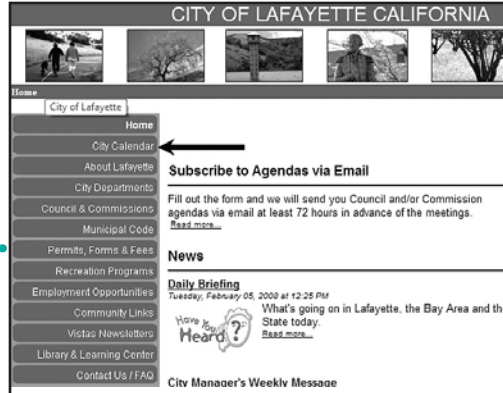 CITY OF LAFAYETTE CALIFORNIA
Home
City of Lafayette
Home
City Calendar
About Lafayette
City Departments
Council & Commissions
Municipal Code
Permits, Forms & Fees
Recreation Programs
Employment Opportunities
Community Links
Vistas Newsletters
Library & Learning Center
Contact Us / FAQ
Subscribe to Agendas via Email
Fill out the form and we will send you Council and/or Commission
agendas via email at least 72 hours in advance of the meetings.
Read more...
News
Daily Briefing
Tuesday, February 05, 2008 at 12:25 PM
Have You
Heard ?
What's going on in Lafayette, the Bay Area and the
State today.
Read more...
City Manager's Weekly Message